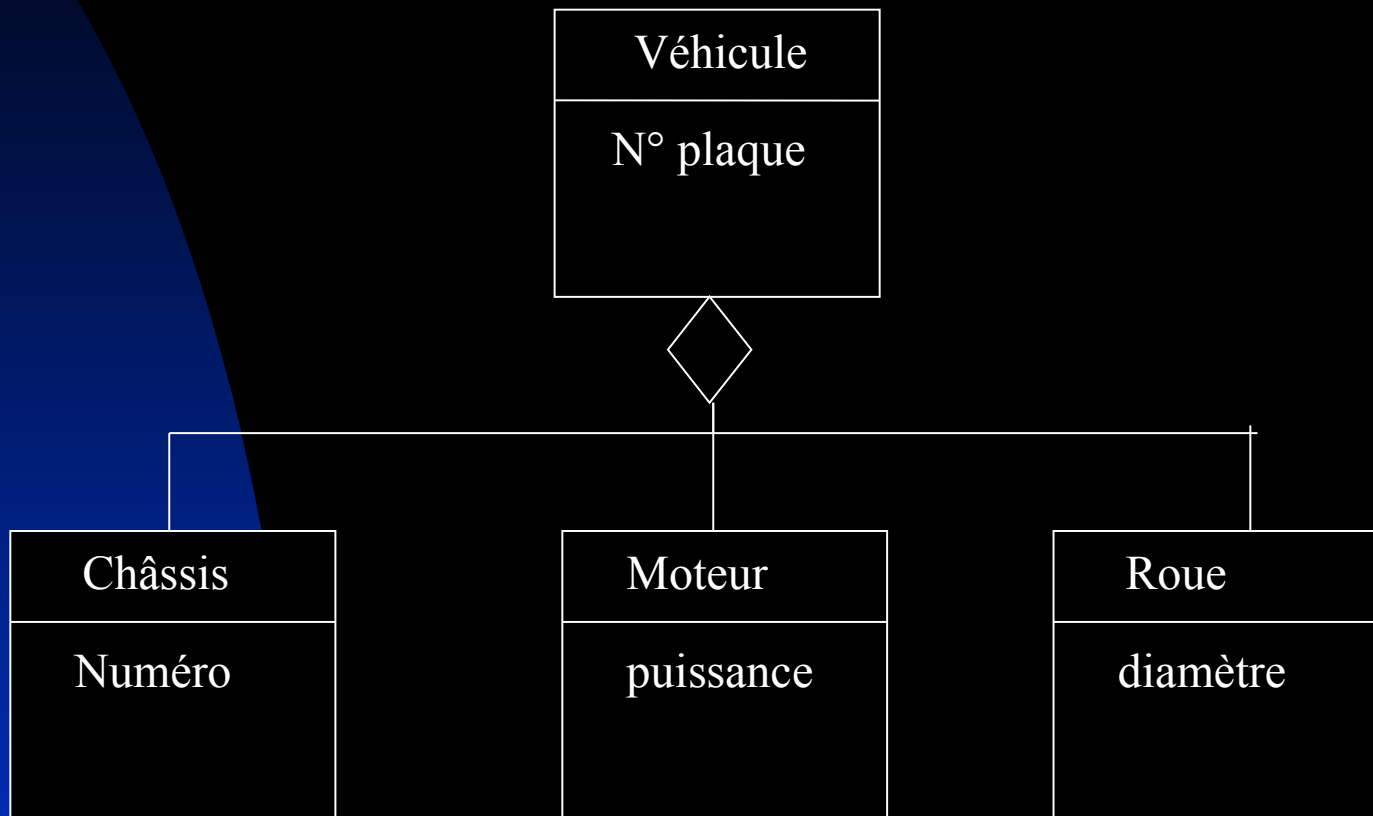 Véhicule
N° plaque
Châssis
Numéro
Moteur
puissance
Roue
diamètre